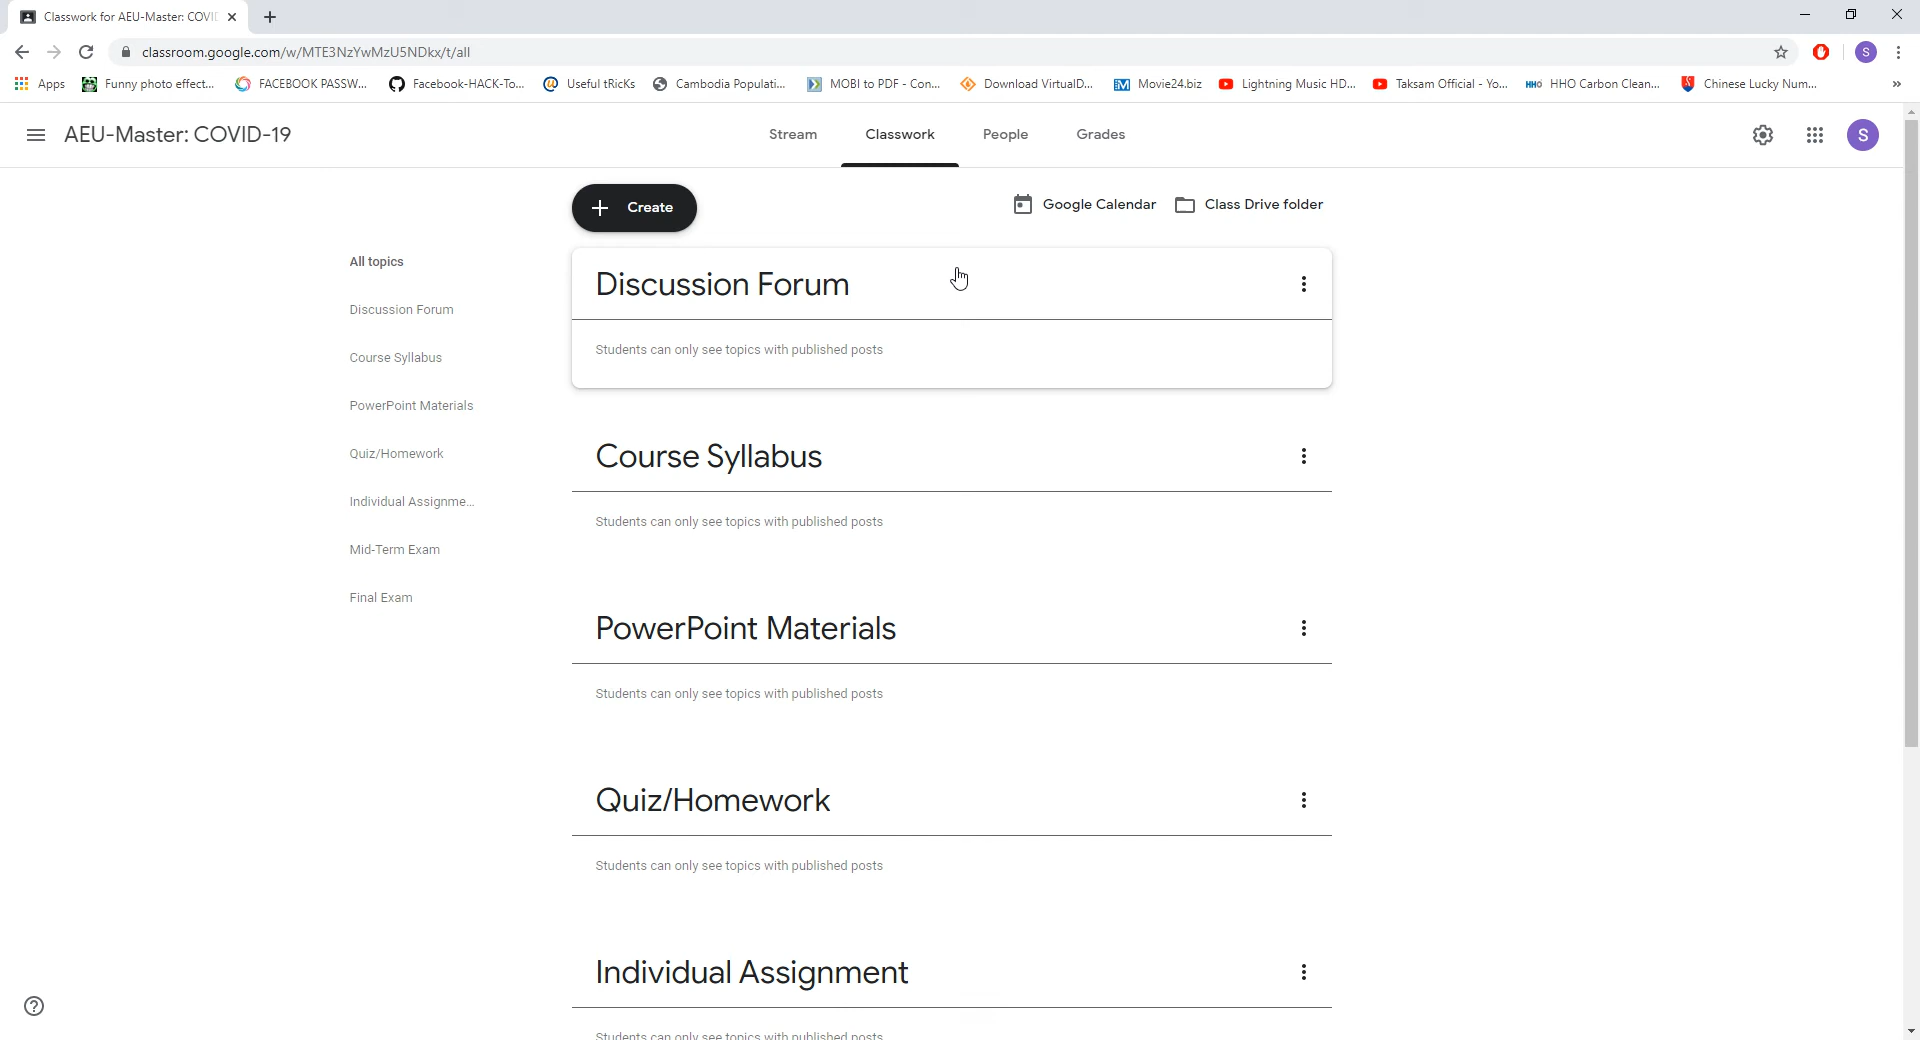 Classwork for AEU-Master: COVID
classroom.google.com/w/MTE3NzYwMzU5NDkx/t/all
S
Apps
Funny photo effect...
FACEBOOK PASSW...
Facebook-HACK-To...
Useful tRicKs
Cambodia Populati...
MOBI to PDF - Con...
Download VirtualD...
Movie24.biz
Lightning Music HD...
Taksam Official - Yo...
HHO HHO Carbon Clean...
Chinese Lucky Num...
»
AEU-Master: COVID-19
Stream
Classwork
People
Grades
S
Create
Google Calendar
Class Drive folder
All topics
Discussion Forum
Course Syllabus
PowerPoint Materials
Quiz/Homework
Individual Assignme...
Mid-Term Exam
Final Exam
Discussion Forum
Students can only see topics with published posts
Course Syllabus
Students can only see topics with published posts
PowerPoint Materials
Students can only see topics with published posts
Quiz/Homework
Students can only see topics with published posts
Individual Assignment
Students can only see topics with published posts